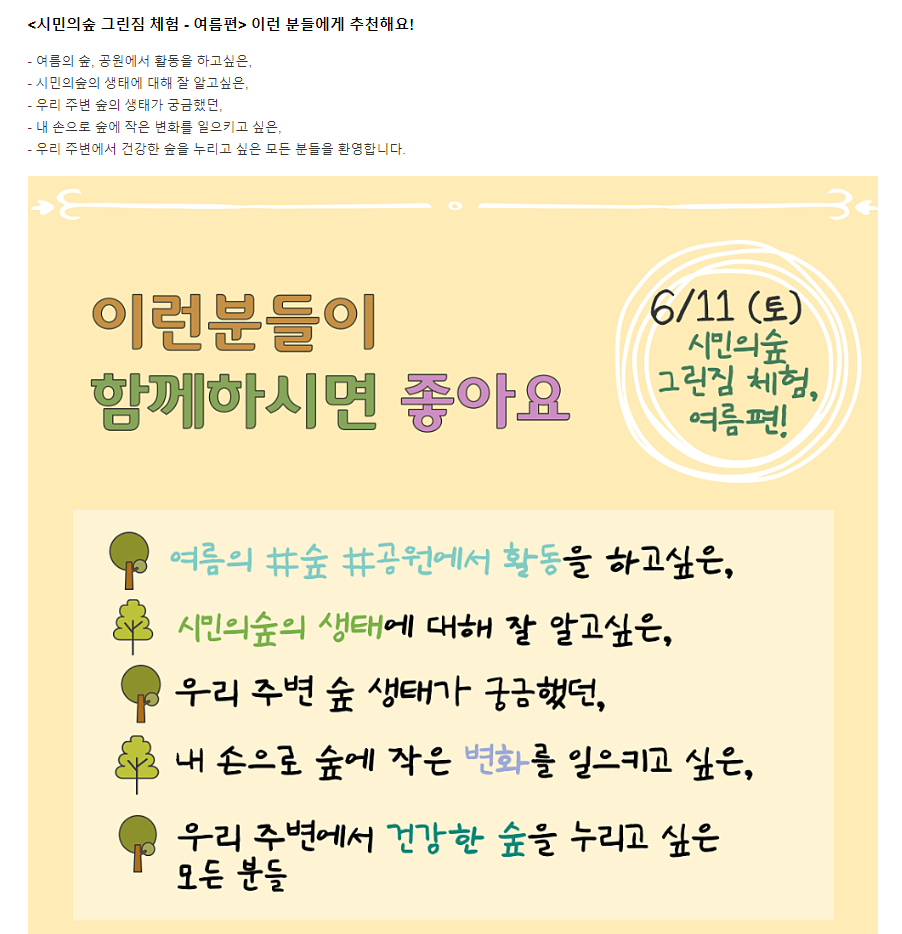 <시민의숲 그린짐 체험 - 여름편> 이런 분들에게 추천해요!
- 여름의 숲, 공원에서 활동을 하고싶은,
- 시민의숲의 생태에 대해 잘 알고싶은,
- 우리 주변 숲의 생태가 궁금했던,
- 내 손으로 숲에 작은 변화를 일으키고 싶은,
- 우리 주변에서 건강한 숲을 누리고 싶은 모든 분들을 환영합니다.
이런분들이
함께하시면 좋아요
6/11 (토)
시민의숲
그린짐 체험,
여름편!
여름의 #숲 #공원에서 활동을 하고싶은,
시민의숲의 생태에 대해 잘 알고싶은,
우리 주변 숲 생태가 궁금했던,
내 손으로 숲에 작은 변화를 일으키고 싶은,
우리 주변에서 건강한 숲을 누리고 싶은
모든 분들